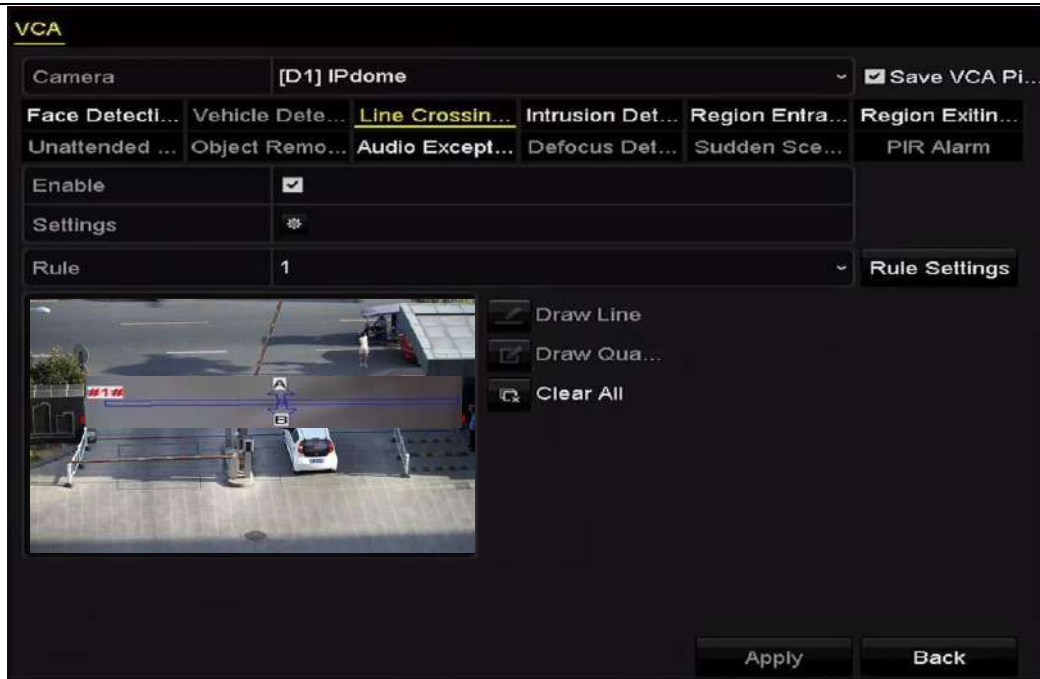 VCA
Camera [D1] IPdome Save VCA Pi...
Face Detecti... Vehicle Dete... Line Crossin... Intrusion Det... Region Entra... Region Exitin...
Unattended ... Object Remo... Audio Except... Defocus Det... Sudden Sce... PIR Alarm
Enable
Settings
Rule 1 Rule Settings
Draw Line
Draw Qua...
Clear All
#1#
A
B
Apply Back